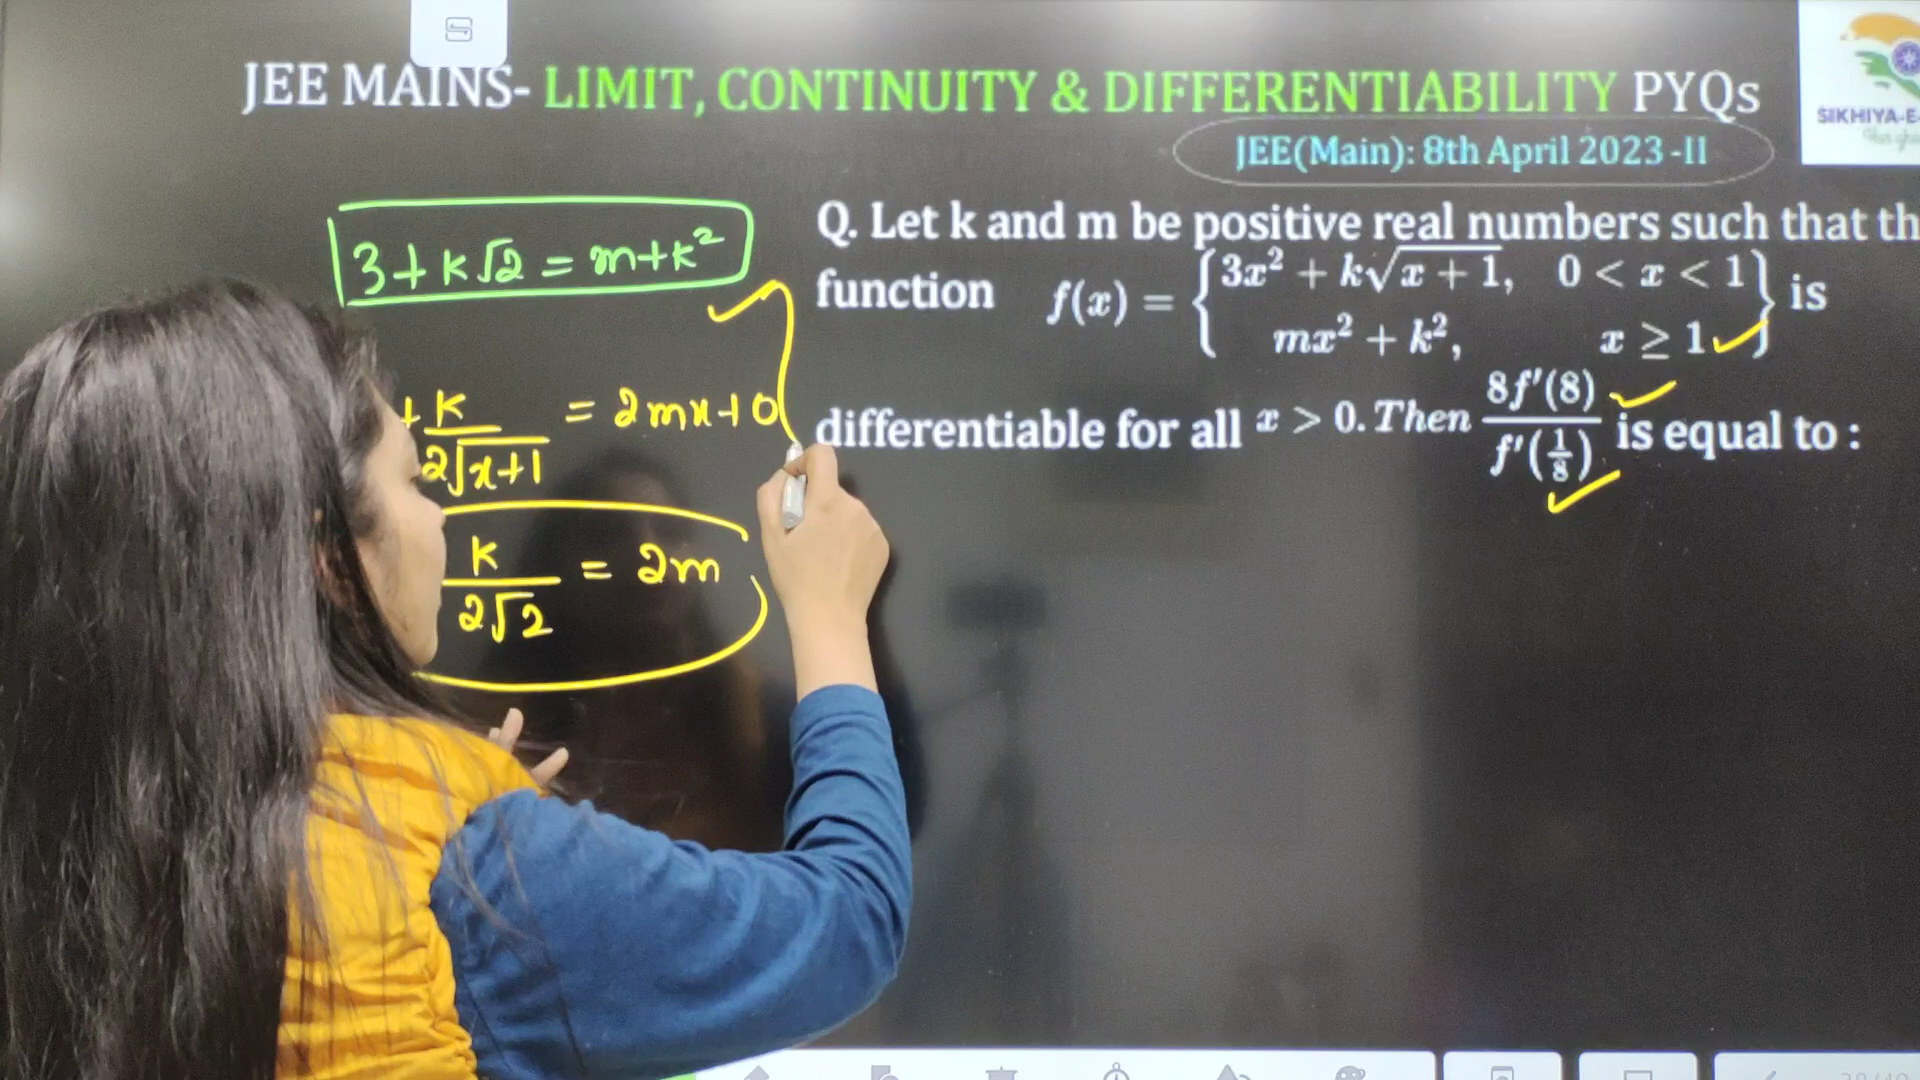 JEE MAINS- LIMIT, CONTINUITY & DIFFERENTIABILITY PYQs
SIKHIYA-E-
JEE(Main): 8th April 2023 -II
3+k√2 = m+k²
+ k/(2√(x+1)) = 2mx+0
k/(2√2) = 2m
Q. Let k and m be positive real numbers such that th
function f(x) = { 3x² + k√(x + 1), 0 < x < 1 } is
mx² + k², x ≥ 1
differentiable for all x > 0. Then 8f'(8)/f'(1/8) is equal to :